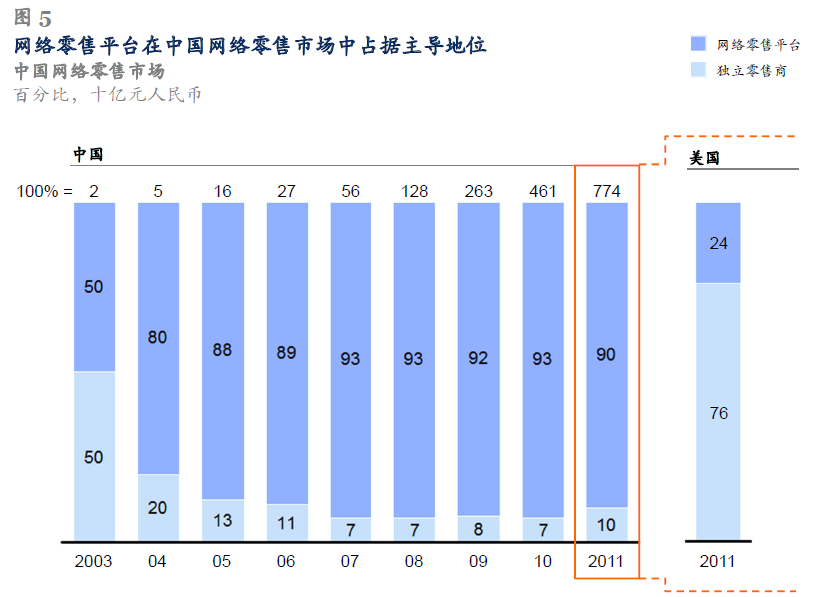 图 5
网络零售平台在中国网络零售市场中占据主导地位
中国网络零售市场
百分比，十亿元人民币
网络零售平台
独立零售商
中国
美国
100% = 2 5 16 27 56 128 263 461 774
50 80 88 89 93 93 92 93 90 24
50 20 13 11 7 7 8 7 10 76
2003 04 05 06 07 08 09 10 2011 2011